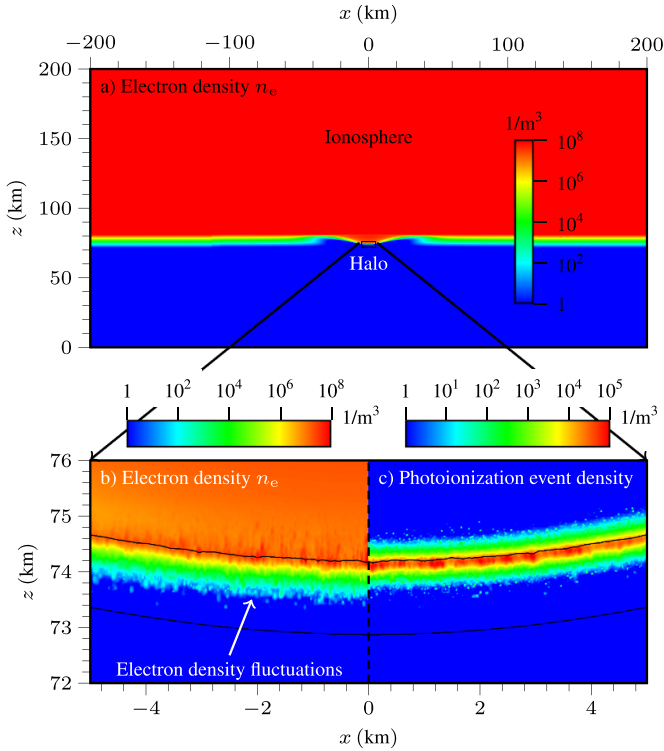 x (km)
−200 −100 0 100 200
200
a) Electron density nₑ
1/m³
150
Ionosphere
10⁸
10⁶
z (km)
100
10⁴
10²
50
Halo
1
0
1 10² 10⁴ 10⁶ 10⁸
1/m³
1 10¹ 10² 10³ 10⁴ 10⁵
1/m³
76
b) Electron density nₑ
c) Photoionization event density
75
z (km)
74
73
Electron density fluctuations
72
−4 −2 0 2 4
x (km)